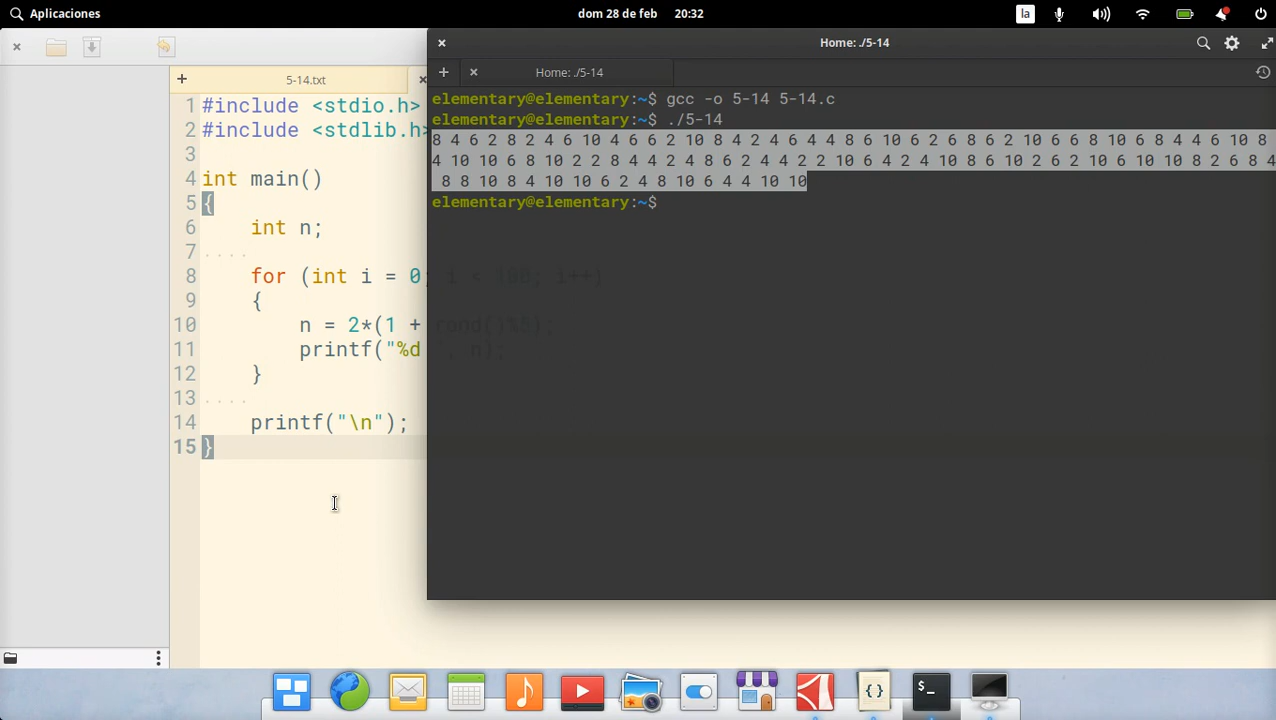 Aplicaciones
dom 28 de feb 20:32
la
Home: ./5-14
5-14.txt
Home: ./5-14
1 #include <stdio.h>
2 #include <stdlib.h>
3
4 int main()
5 {
6 int n;
7 ....
8 for (int i = 0; i < 100; i++)
9 {
10 n = 2*(1 +
11 printf("%d ", n);
12 }
13 ....
14 printf("\n");
15 }
elementary@elementary:~$ gcc -o 5-14 5-14.c
elementary@elementary:~$ ./5-14
8 4 6 2 8 2 4 6 10 4 6 6 2 10 8 4 2 4 6 4 4 8 6 10 6 2 6 8 6 2 10 6 6 8 10 6 8 4 4 6 10 8
4 10 10 6 8 10 2 2 8 4 4 2 4 8 6 2 4 4 2 2 10 6 4 2 4 10 8 6 10 2 6 2 10 6 10 10 8 2 6 8 4
8 8 10 8 4 10 10 6 2 4 8 10 6 4 4 10 10
elementary@elementary:~$